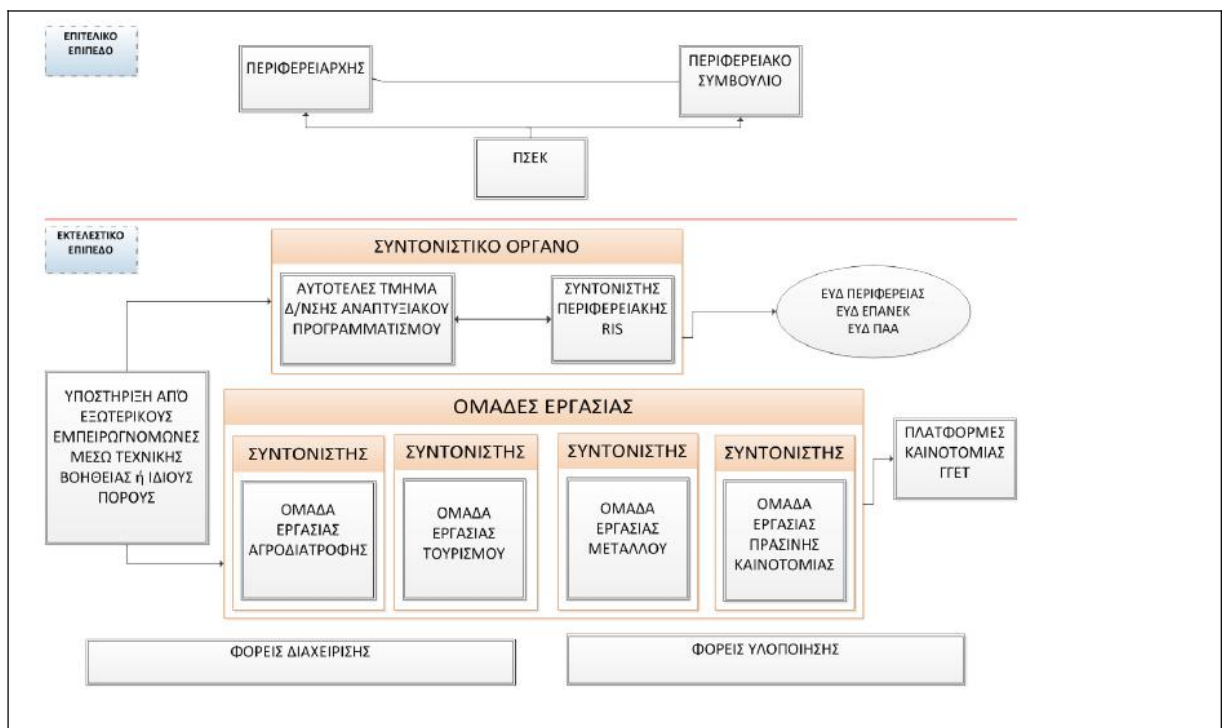 ΕΠΙΤΕΛΙΚΟ
ΕΠΙΠΕΔΟ
ΠΕΡΙΦΕΡΕΙΑΡΧΗΣ
ΠΕΡΙΦΕΡΕΙΑΚΟ
ΣΥΜΒΟΥΛΙΟ
ΠΣΕΚ
ΕΚΤΕΛΕΣΤΙΚΟ
ΕΠΙΠΕΔΟ
ΣΥΝΤΟΝΙΣΤΙΚΟ ΟΡΓΑΝΟ
ΑΥΤΟΤΕΛΕΣ ΤΜΗΜΑ
Δ/ΝΣΗΣ ΑΝΑΠΤΥΞΙΑΚΟΥ
ΠΡΟΓΡΑΜΜΑΤΙΣΜΟΥ
ΣΥΝΤΟΝΙΣΤΗΣ
ΠΕΡΙΦΕΡΕΙΑΚΗΣ
RIS
ΕΥΔ ΠΕΡΙΦΕΡΕΙΑΣ
ΕΥΔ ΕΠΑΝΕΚ
ΕΥΔ ΠΑΑ
ΥΠΟΣΤΗΡΙΞΗ ΑΠΌ
ΕΞΩΤΕΡΙΚΟΥΣ
ΕΜΠΕΙΡΩΓΝΟΜΩΝΕΣ
ΜΕΣΩ ΤΕΧΝΙΚΗΣ
ΒΟΗΘΕΙΑΣ ή ΙΔΙΟΥΣ
ΠΟΡΟΥΣ
ΟΜΑΔΕΣ ΕΡΓΑΣΙΑΣ
ΣΥΝΤΟΝΙΣΤΗΣ
ΟΜΑΔΑ
ΕΡΓΑΣΙΑΣ
ΑΓΡΟΔΙΑΤΡΟΦΗΣ
ΣΥΝΤΟΝΙΣΤΗΣ
ΟΜΑΔΑ
ΕΡΓΑΣΙΑΣ
ΤΟΥΡΙΣΜΟΥ
ΣΥΝΤΟΝΙΣΤΗΣ
ΟΜΑΔΑ
ΕΡΓΑΣΙΑΣ
ΜΕΤΑΛΛΟΥ
ΣΥΝΤΟΝΙΣΤΗΣ
ΟΜΑΔΑ
ΕΡΓΑΣΙΑΣ
ΠΡΑΣΙΝΗΣ
ΚΑΙΝΟΤΟΜΙΑΣ
ΠΛΑΤΦΟΡΜΕΣ
ΚΑΙΝΟΤΟΜΙΑΣ
ΓΓΕΤ
ΦΟΡΕΙΣ ΔΙΑΧΕΙΡΙΣΗΣ
ΦΟΡΕΙΣ ΥΛΟΠΟΙΗΣΗΣ